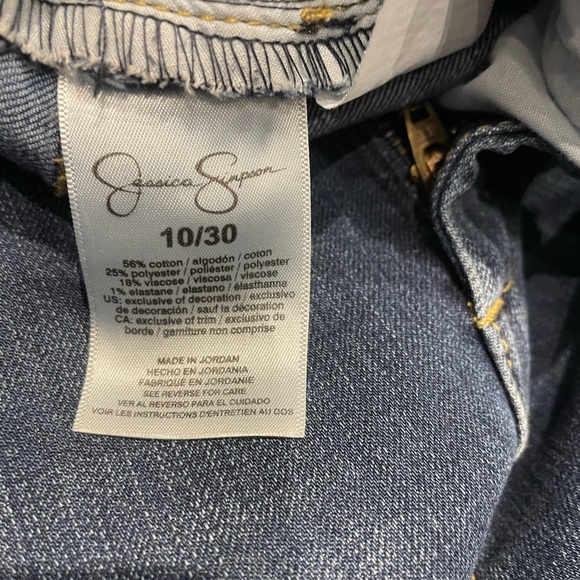 Jessica Simpson
10/30
56% cotton / algodón / coton
25% polyester / poliéster / polyester
18% viscose / viscosa / viscose
1% elastane / elastano / élasthanne
US: exclusive of decoration / exclusivo
de decoración / sauf la décoration
CA: exclusive of trim / exclusivo de
borde / garniture non comprise
MADE IN JORDAN
HECHO EN JORDANIA
FABRIQUÉ EN JORDANIE
SEE REVERSE FOR CARE
VER AL REVERSO PARA EL CUIDADO
VOIR LES INSTRUCTIONS D'ENTRETIEN AU DOS